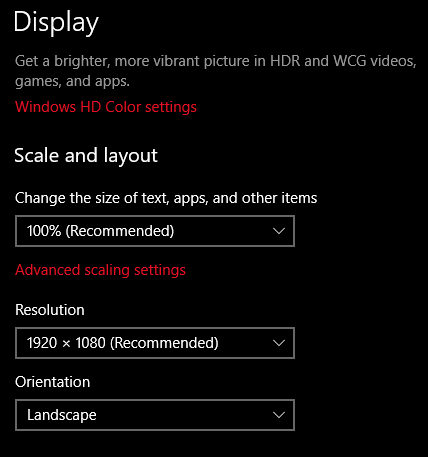 Display
Get a brighter, more vibrant picture in HDR and WCG videos,
games, and apps.
Windows HD Color settings
Scale and layout
Change the size of text, apps, and other items
100% (Recommended)
Advanced scaling settings
Resolution
1920 × 1080 (Recommended)
Orientation
Landscape